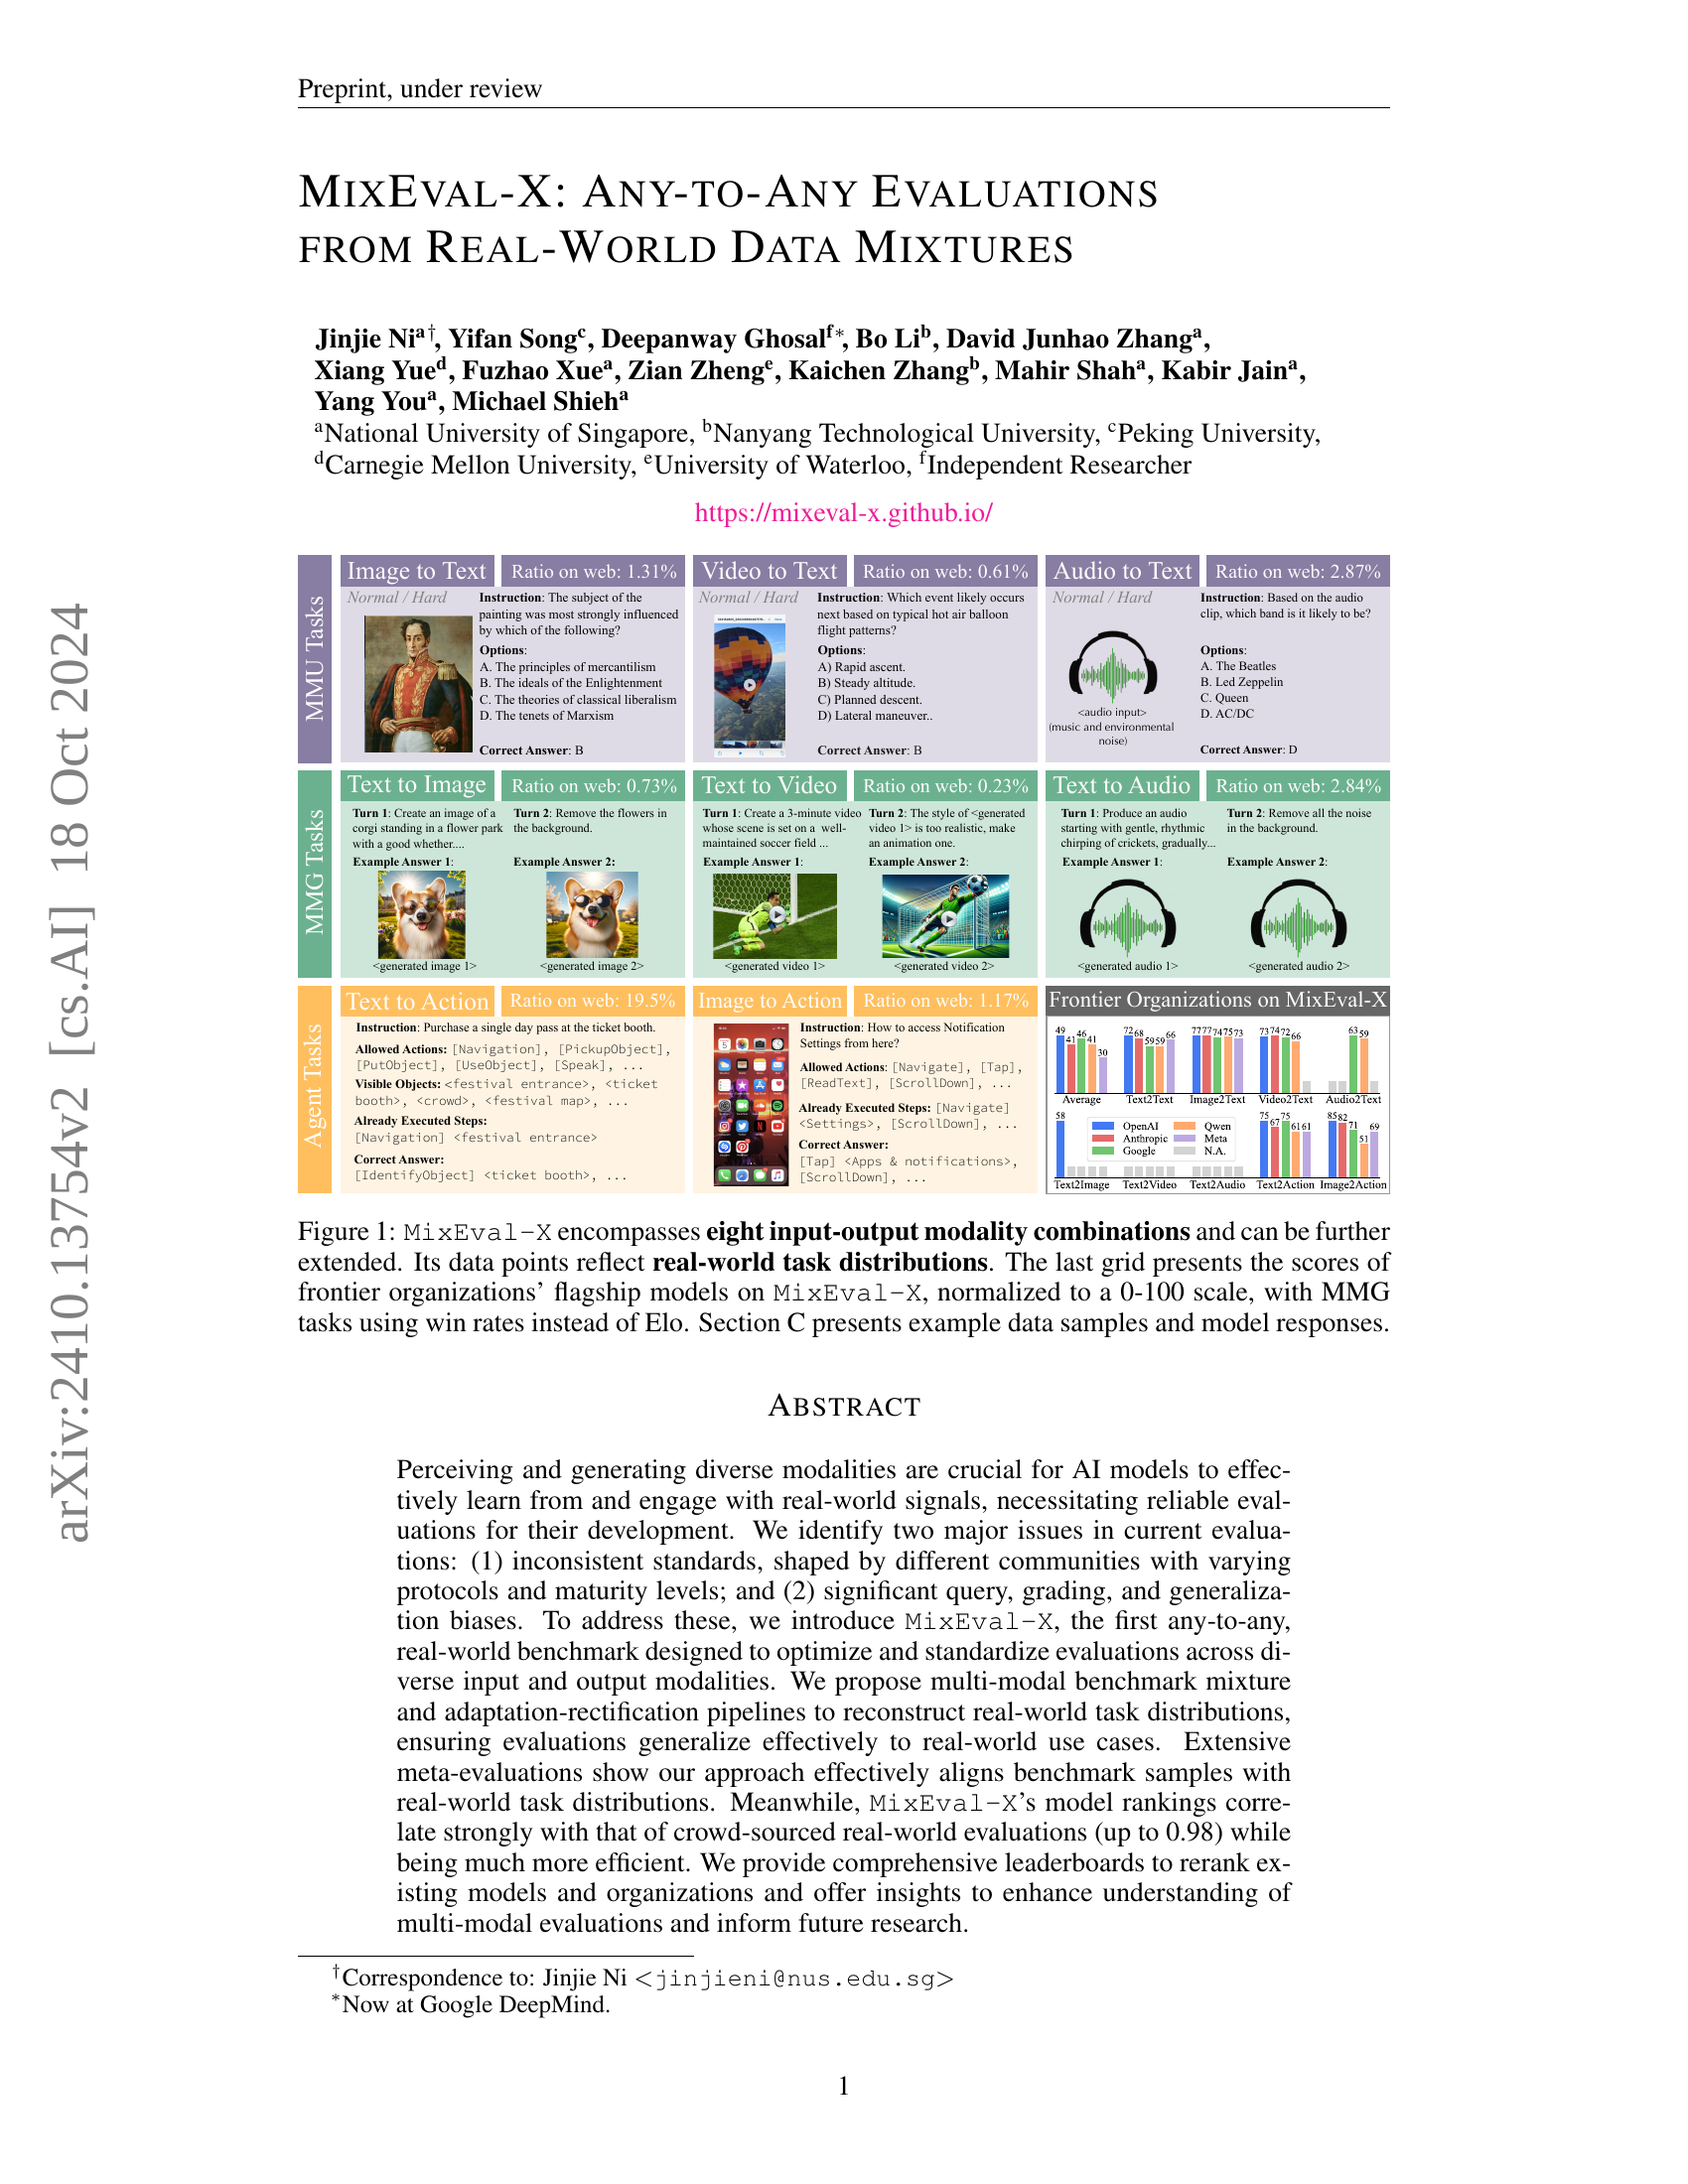 Preprint, under review
MIXEVAL-X: ANY-TO-ANY EVALUATIONS
FROM REAL-WORLD DATA MIXTURES
Jinjie Niᵃ†, Yifan Songᶜ, Deepanway Ghosalᶠ*, Bo Liᵇ, David Junhao Zhangᵃ,
Xiang Yueᵈ, Fuzhao Xueᵃ, Zian Zhengᵉ, Kaichen Zhangᵇ, Mahir Shahᵃ, Kabir Jainᵃ,
Yang Youᵃ, Michael Shiehᵃ
ᵃNational University of Singapore, ᵇNanyang Technological University, ᶜPeking University,
ᵈCarnegie Mellon University, ᵉUniversity of Waterloo, ᶠIndependent Researcher
https://mixeval-x.github.io/
MMU Tasks
Image to Text
Ratio on web: 1.31%
Normal / Hard
Instruction: The subject of the
painting was most strongly influenced
by which of the following?
Options:
A. The principles of mercantilism
B. The ideals of the Enlightenment
C. The theories of classical liberalism
D. The tenets of Marxism
Correct Answer: B
Video to Text
Ratio on web: 0.61%
Normal / Hard
Instruction: Which event likely occurs
next based on typical hot air balloon
flight patterns?
Options:
A) Rapid ascent.
B) Steady altitude.
C) Planned descent.
D) Lateral maneuver..
Correct Answer: B
Audio to Text
Ratio on web: 2.87%
Normal / Hard
<audio input>
(music and environmental
noise)
Instruction: Based on the audio
clip, which band is it likely to be?
Options:
A. The Beatles
B. Led Zeppelin
C. Queen
D. AC/DC
Correct Answer: D
MMG Tasks
Text to Image
Ratio on web: 0.73%
Turn 1: Create an image of a
corgi standing in a flower park
with a good whether....
Example Answer 1:
<generated image 1>
Turn 2: Remove the flowers in
the background.
Example Answer 2:
<generated image 2>
Text to Video
Ratio on web: 0.23%
Turn 1: Create a 3-minute video
whose scene is set on a well-
maintained soccer field ...
Example Answer 1:
<generated video 1>
Turn 2: The style of <generated
video 1> is too realistic, make
an animation one.
Example Answer 2:
<generated video 2>
Text to Audio
Ratio on web: 2.84%
Turn 1: Produce an audio
starting with gentle, rhythmic
chirping of crickets, gradually...
Example Answer 1:
<generated audio 1>
Turn 2: Remove all the noise
in the background.
Example Answer 2:
<generated audio 2>
Agent Tasks
Text to Action
Ratio on web: 19.5%
Instruction: Purchase a single day pass at the ticket booth.
Allowed Actions: [Navigation], [PickupObject],
[PutObject], [UseObject], [Speak], ...
Visible Objects: <festival entrance>, <ticket
booth>, <crowd>, <festival map>, ...
Already Executed Steps:
[Navigation] <festival entrance>
Correct Answer:
[IdentifyObject] <ticket booth>, ...
Image to Action
Ratio on web: 1.17%
Instruction: How to access Notification
Settings from here?
Allowed Actions: [Navigate], [Tap],
[ReadText], [ScrollDown], ...
Already Executed Steps: [Navigate]
<Settings>, [ScrollDown], ...
Correct Answer:
[Tap] <Apps & notifications>,
[ScrollDown], ...
Frontier Organizations on MixEval-X
49 41 46 41 30
72 68 59 59 66
77 77 74 75 73
73 74 72 66
63 59
Average Text2Text Image2Text Video2Text Audio2Text
58
OpenAI
Anthropic
Google
Qwen
Meta
N.A.
75 67 75 61 61
85 82 71 51 69
Text2Image Text2Video Text2Audio Text2Action Image2Action
Figure 1: MixEval-X encompasses eight input-output modality combinations and can be further
extended. Its data points reflect real-world task distributions. The last grid presents the scores of
frontier organizations' flagship models on MixEval-X, normalized to a 0-100 scale, with MMG
tasks using win rates instead of Elo. Section C presents example data samples and model responses.
ABSTRACT
Perceiving and generating diverse modalities are crucial for AI models to effec-
tively learn from and engage with real-world signals, necessitating reliable eval-
uations for their development. We identify two major issues in current evalua-
tions: (1) inconsistent standards, shaped by different communities with varying
protocols and maturity levels; and (2) significant query, grading, and generaliza-
tion biases. To address these, we introduce MixEval-X, the first any-to-any,
real-world benchmark designed to optimize and standardize evaluations across di-
verse input and output modalities. We propose multi-modal benchmark mixture
and adaptation-rectification pipelines to reconstruct real-world task distributions,
ensuring evaluations generalize effectively to real-world use cases. Extensive
meta-evaluations show our approach effectively aligns benchmark samples with
real-world task distributions. Meanwhile, MixEval-X's model rankings corre-
late strongly with that of crowd-sourced real-world evaluations (up to 0.98) while
being much more efficient. We provide comprehensive leaderboards to rerank ex-
isting models and organizations and offer insights to enhance understanding of
multi-modal evaluations and inform future research.
†Correspondence to: Jinjie Ni <jinjieni@nus.edu.sg>
*Now at Google DeepMind.
1
arXiv:2410.13754v2 [cs.AI] 18 Oct 2024